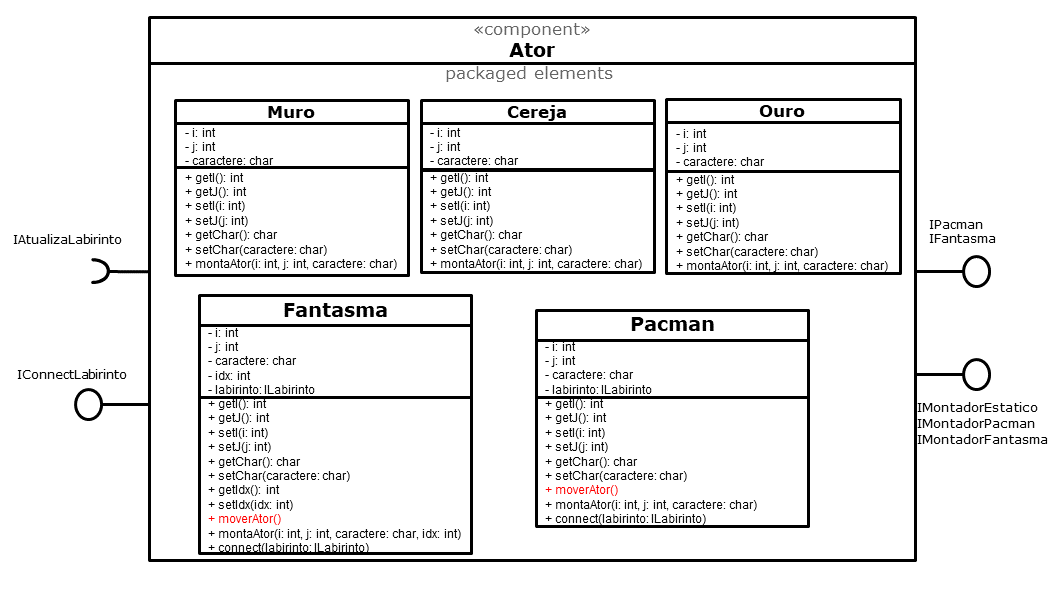 «component»
Ator
packaged elements
Muro
- i: int
- j: int
- caractere: char
+ getI(): int
+ getJ(): int
+ setI(i: int)
+ setJ(j: int)
+ getChar(): char
+ setChar(caractere: char)
+ montaAtor(i: int, j: int, caractere: char)
Cereja
- i: int
- j: int
- caractere: char
+ getI(): int
+ getJ(): int
+ setI(i: int)
+ setJ(j: int)
+ getChar(): char
+ setChar(caractere: char)
+ montaAtor(i: int, j: int, caractere: char)
Ouro
- i: int
- j: int
- caractere: char
+ getI(): int
+ getJ(): int
+ setI(i: int)
+ setJ(j: int)
+ getChar(): char
+ setChar(caractere: char)
+ montaAtor(i: int, j: int, caractere: char)
IAtualizaLabirinto
IConnectLabirinto
IPacman
IFantasma
IMontadorEstatico
IMontadorPacman
IMontadorFantasma
Fantasma
- i: int
- j: int
- caractere: char
- idx: int
- labirinto: ILabirinto
+ getI(): int
+ getJ(): int
+ setI(i: int)
+ setJ(j: int)
+ getChar(): char
+ setChar(caractere: char)
+ getIdx(): int
+ setIdx(idx: int)
+ moverAtor()
+ montaAtor(i: int, j: int, caractere: char, idx: int)
+ connect(labirinto: ILabirinto)
Pacman
- i: int
- j: int
- caractere: char
- labirinto: ILabirinto
+ getI(): int
+ getJ(): int
+ setI(i: int)
+ setJ(j: int)
+ getChar(): char
+ setChar(caractere: char)
+ moverAtor()
+ montaAtor(i: int, j: int, caractere: char)
+ connect(labirinto: ILabirinto)